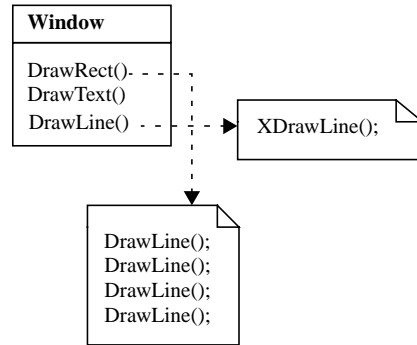 Window
DrawRect()
DrawText()
DrawLine()
XDrawLine();
DrawLine();
DrawLine();
DrawLine();
DrawLine();